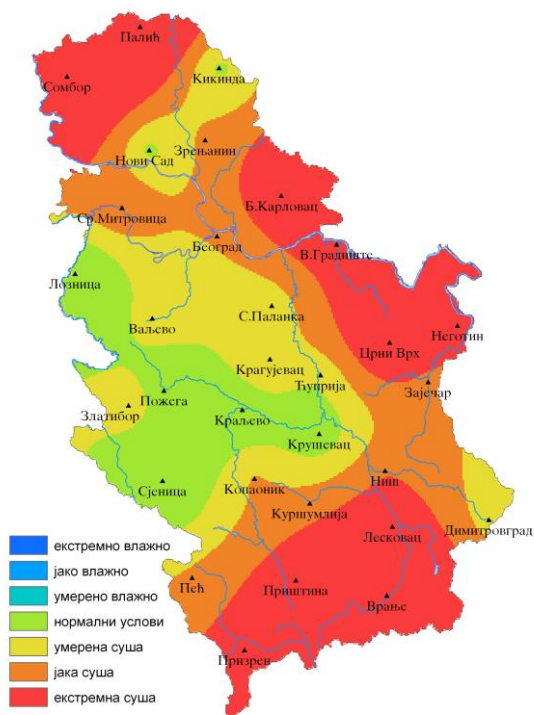 Палић
Сомбор
Кикинда
Нови Сад
Зрењанин
Б.Карловац
Ср.Митровица
Београд
В.Градиште
Лозница
Ваљево
С.Паланка
Неготин
Црни Врх
Крагујевац
Ћуприја
Зајечар
Пожега
Златибор
Краљево
Крушевац
Сјеница
Копаоник
Ниш
Куршумлија
Лесковац
Димитровград
Пећ
Приштина
Врање
Призрен
екстремно влажно
јако влажно
умерено влажно
нормални услови
умерена суша
јака суша
екстремна суша